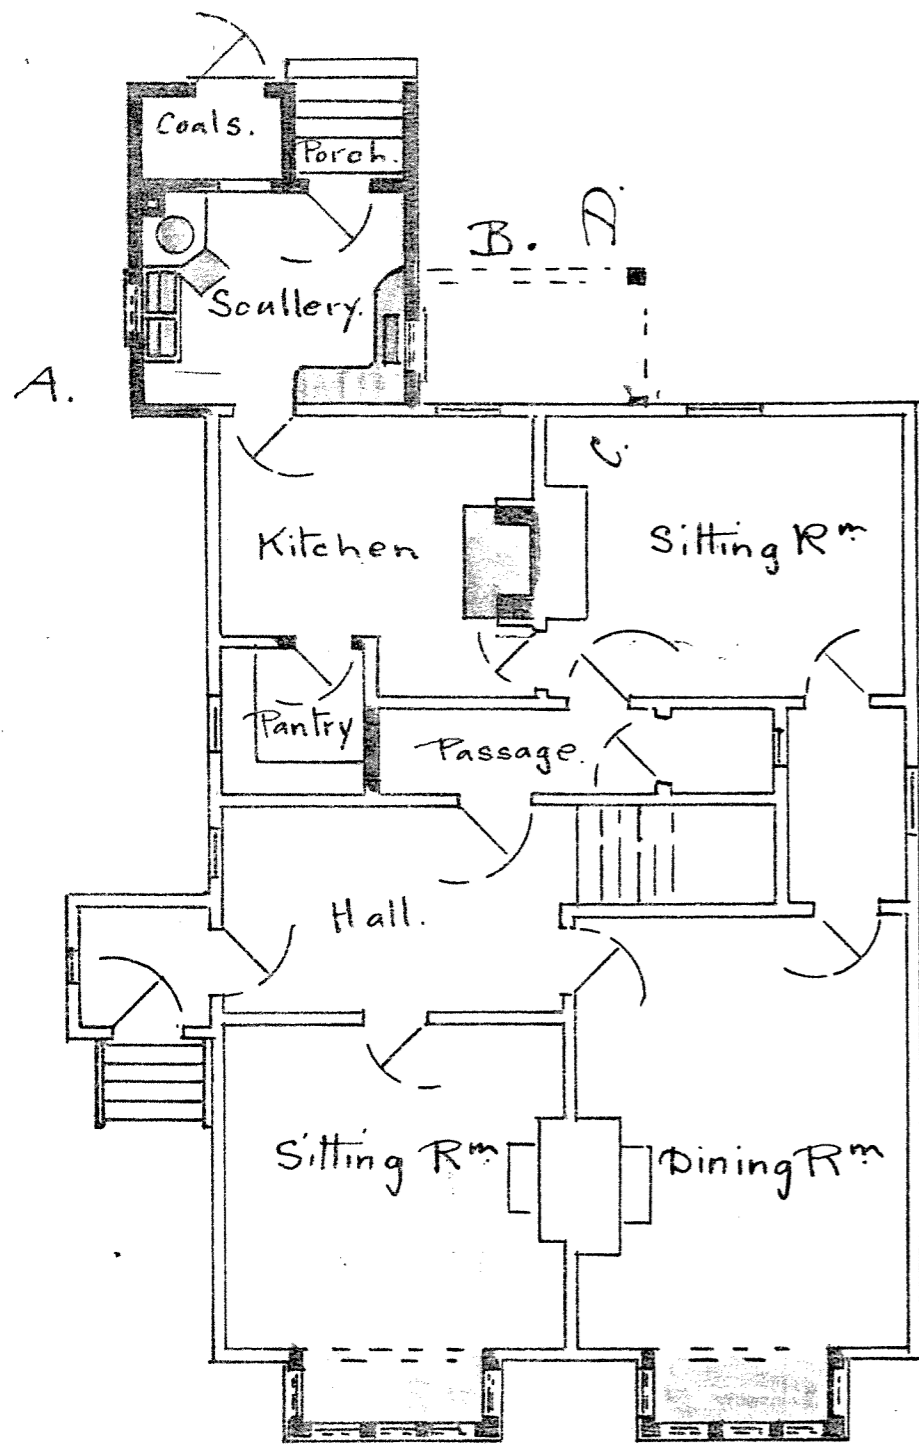 Coals.
Porch.
B. D.
Scullery.
A.
C.
Kitchen
Sitting Rm
Pantry
Passage.
Hall.
Sitting Rm
Dining Rm